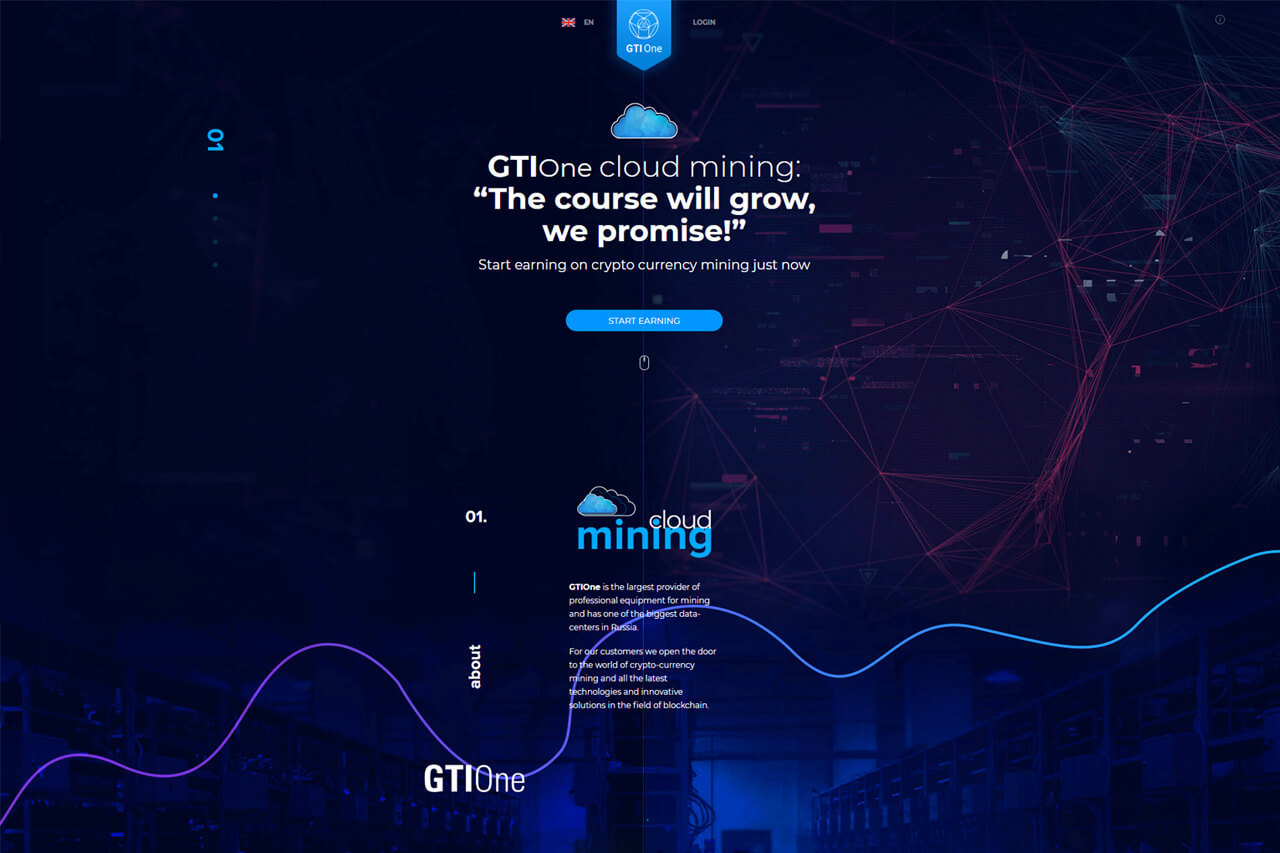 EN
GTI One
LOGIN
01
GTIOne cloud mining:
“The course will grow,
we promise!”
Start earning on crypto currency mining just now
START EARNING
01.
cloud
mining
GTIOne is the largest provider of
professional equipment for mining
and has one of the biggest data-
centers in Russia.
For our customers we open the door
to the world of crypto-currency
mining and all the latest
technologies and innovative
solutions in the field of blockchain.
about
GTIOne